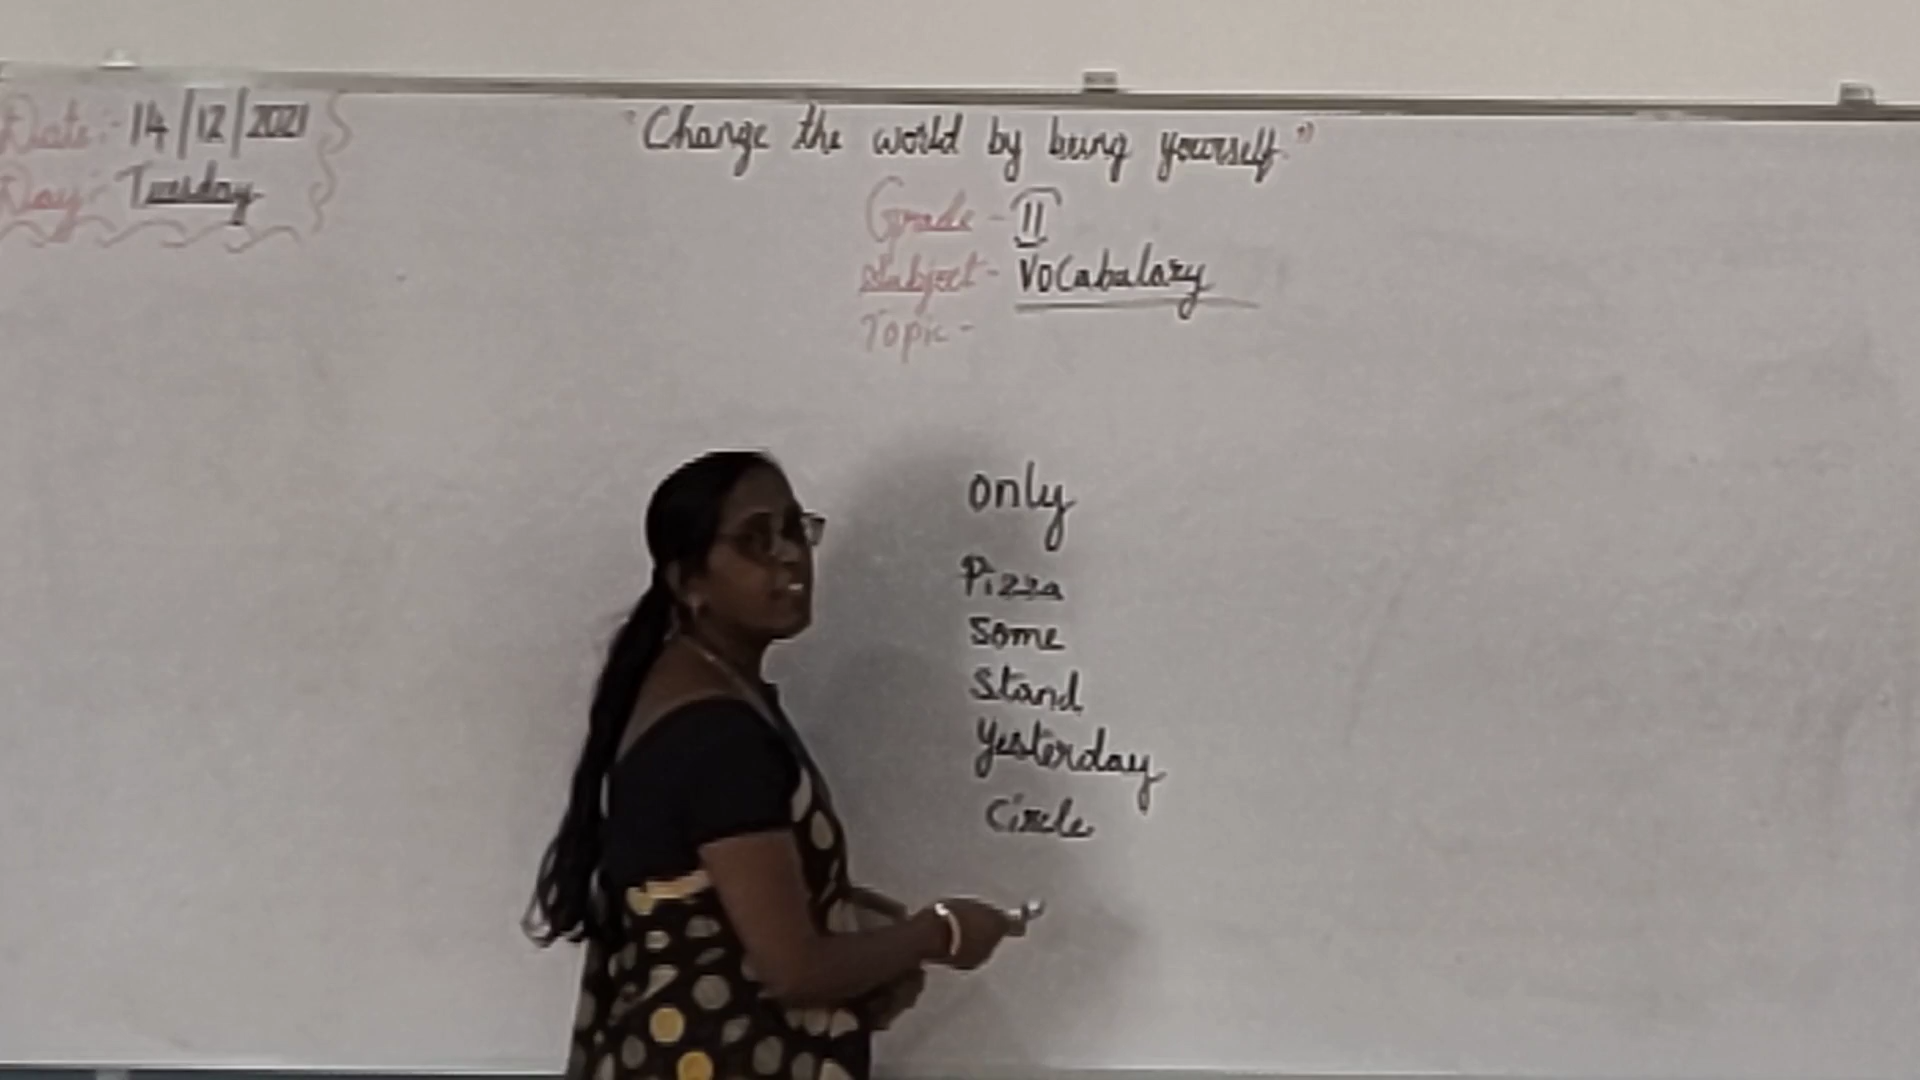 Date:- 14/12/2021
Day:- Tuesday
"Change the world by being yourself."
Grade - II
Subject - Vocabulary
Topic -
only
Pizza
Some
Stand
Yesterday
Circle